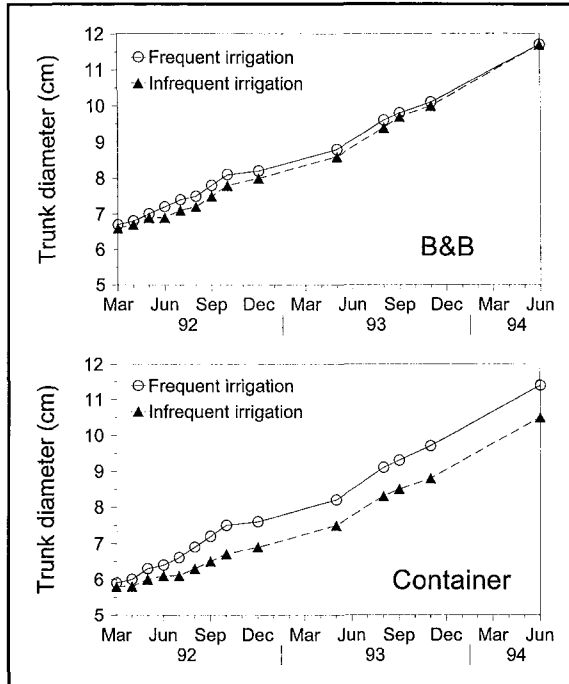 12
11
10
9
8
7
6
5
Trunk diameter (cm)
Frequent irrigation
Infrequent irrigation
B&B
Mar Jun Sep Dec Mar Jun Sep Dec Mar Jun
92 93 94
12
11
10
9
8
7
6
5
Trunk diameter (cm)
Frequent irrigation
Infrequent irrigation
Container
Mar Jun Sep Dec Mar Jun Sep Dec Mar Jun
92 93 94